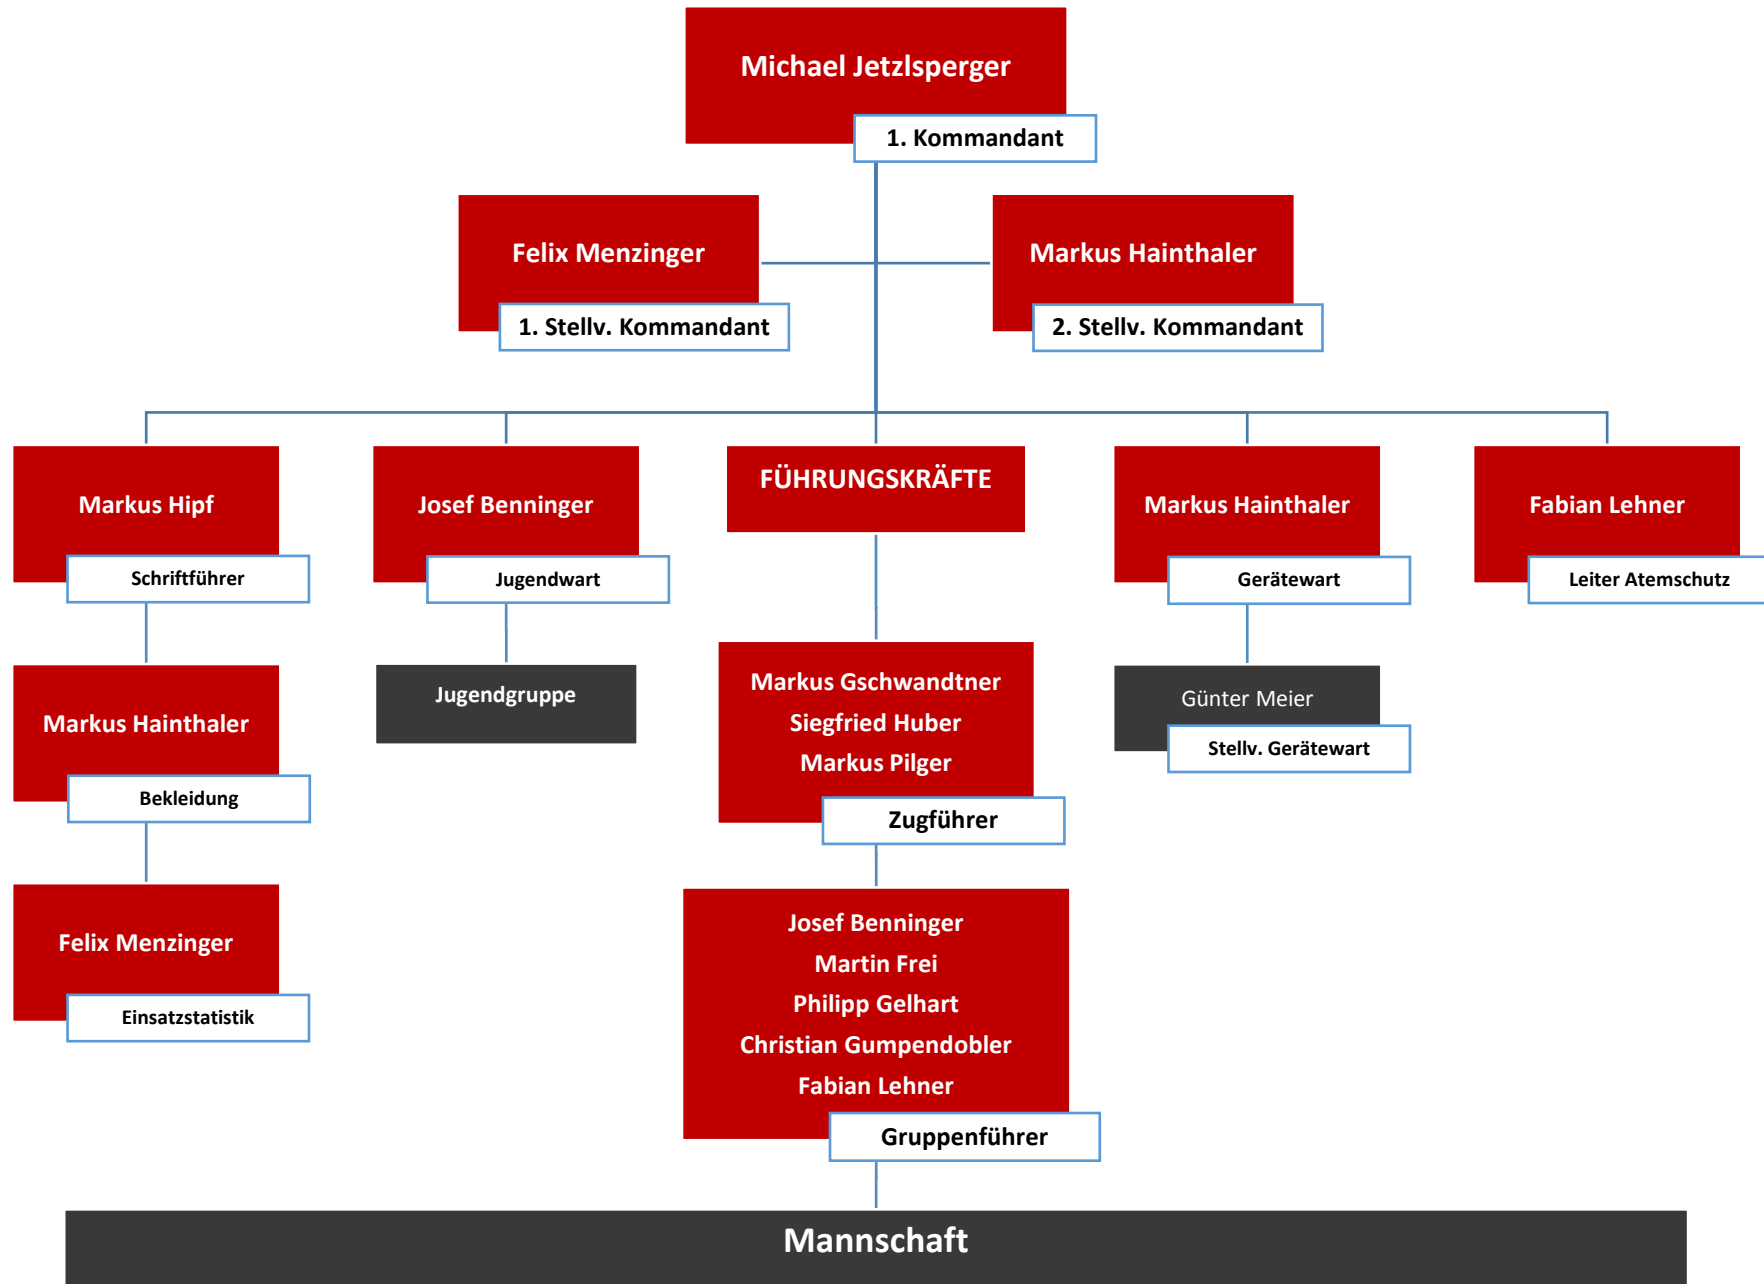 Michael Jetzlsperger
1. Kommandant
Felix Menzinger
1. Stellv. Kommandant
Markus Hainthaler
2. Stellv. Kommandant
Markus Hipf
Schriftführer
Josef Benninger
Jugendwart
FÜHRUNGSKRÄFTE
Markus Hainthaler
Gerätewart
Fabian Lehner
Leiter Atemschutz
Markus Hainthaler
Bekleidung
Jugendgruppe
Markus Gschwandtner
Siegfried Huber
Markus Pilger
Zugführer
Günter Meier
Stellv. Gerätewart
Felix Menzinger
Einsatzstatistik
Josef Benninger
Martin Frei
Philipp Gelhart
Christian Gumpendobler
Fabian Lehner
Gruppenführer
Mannschaft